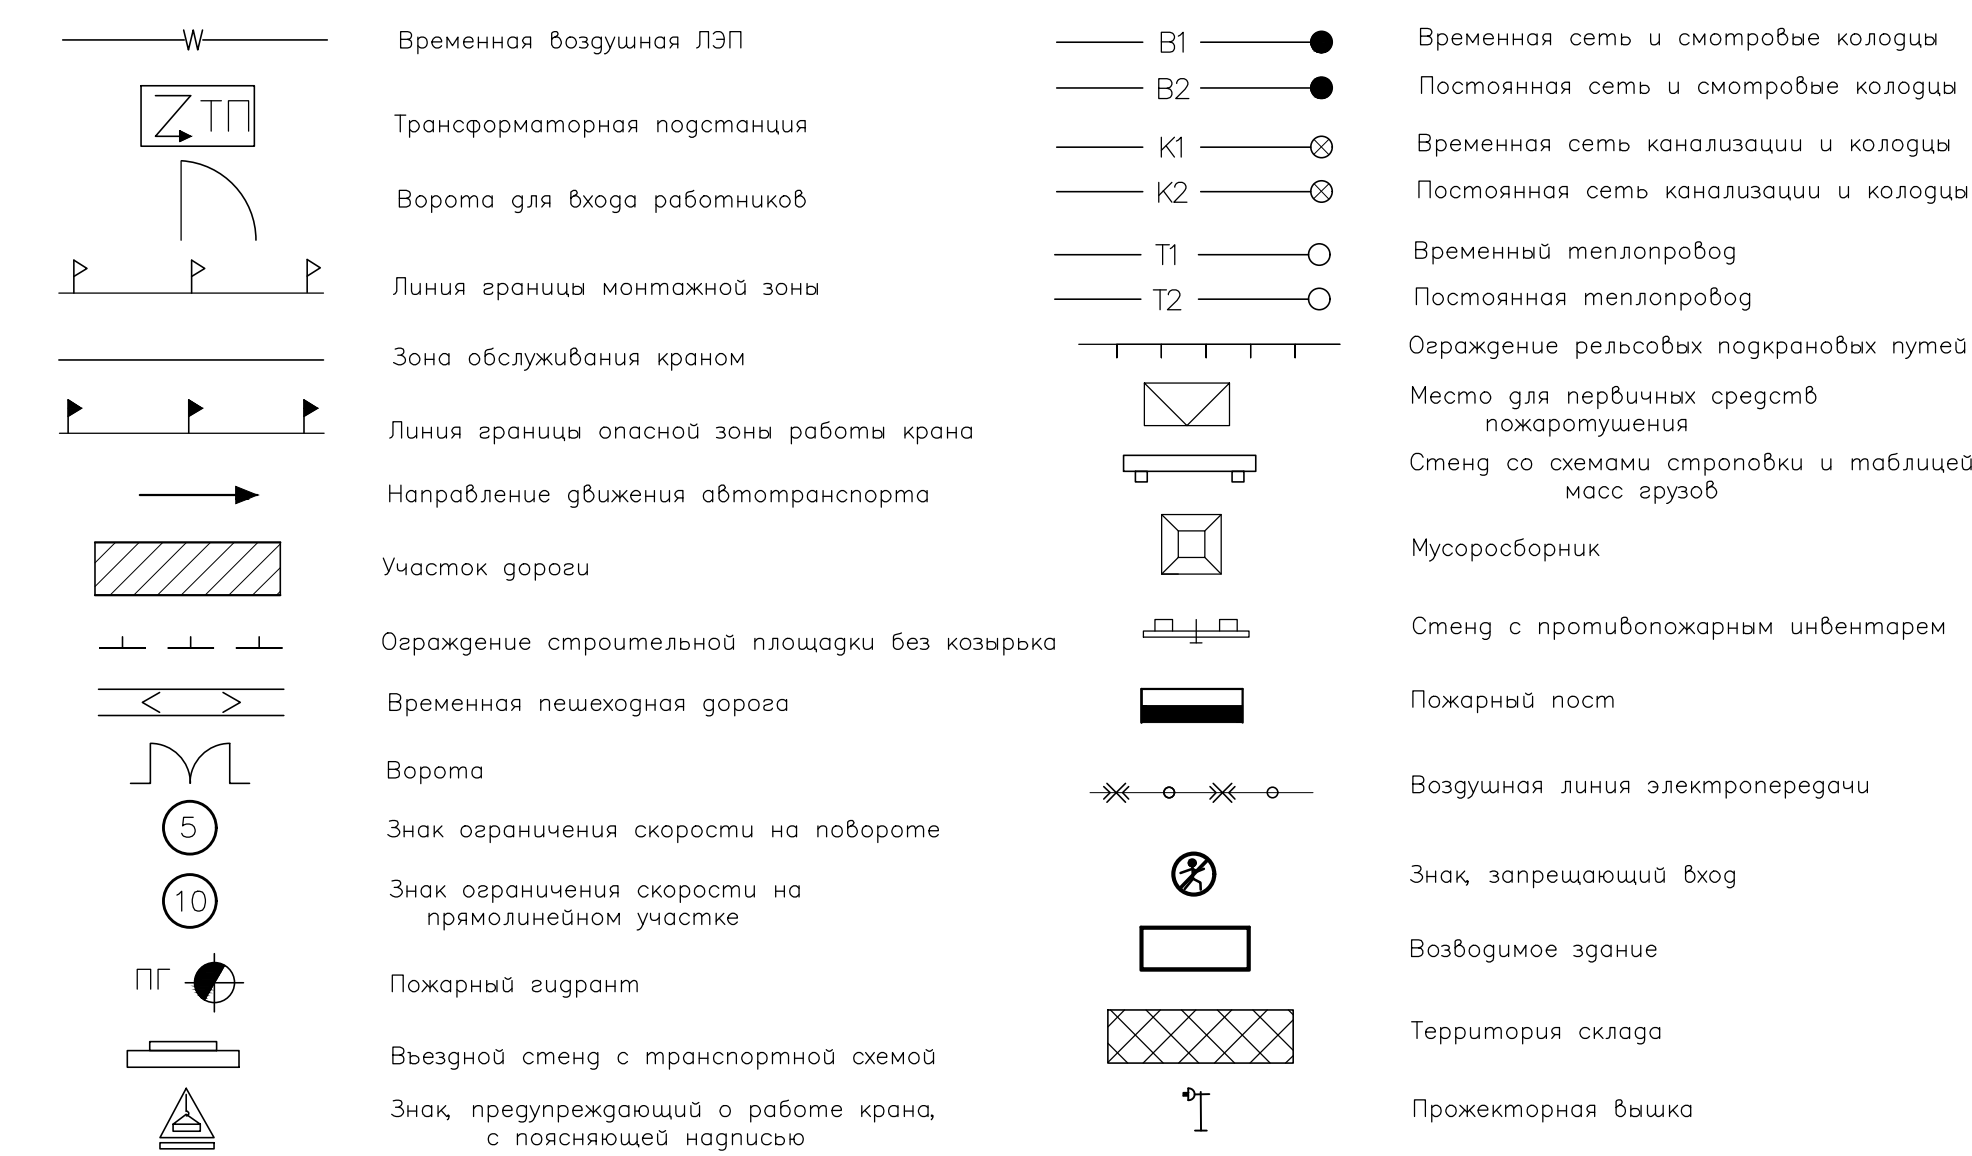 Временная воздушная ЛЭП
ТП
Трансформаторная подстанция
Ворота для входа работников
Линия границы монтажной зоны
Зона обслуживания краном
Линия границы опасной зоны работы крана
Направление движения автотранспорта
Участок дороги
Ограждение строительной площадки без козырька
Временная пешеходная дорога
Ворота
5
Знак ограничения скорости на повороте
10
Знак ограничения скорости на
прямолинейном участке
ПГ
Пожарный гидрант
Въездной стенд с транспортной схемой
Знак, предупреждающий о работе крана,
с поясняющей надписью
В1
Временная сеть и смотровые колодцы
В2
Постоянная сеть и смотровые колодцы
К1
Временная сеть канализации и колодцы
К2
Постоянная сеть канализации и колодцы
Т1
Временный теплопровод
Т2
Постоянная теплопровод
Ограждение рельсовых подкрановых путей
Место для первичных средств
пожаротушения
Стенд со схемами строповки и таблицей
масс грузов
Мусоросборник
Стенд с противопожарным инвентарем
Пожарный пост
Воздушная линия электропередачи
Знак, запрещающий вход
Возводимое здание
Территория склада
Прожекторная вышка